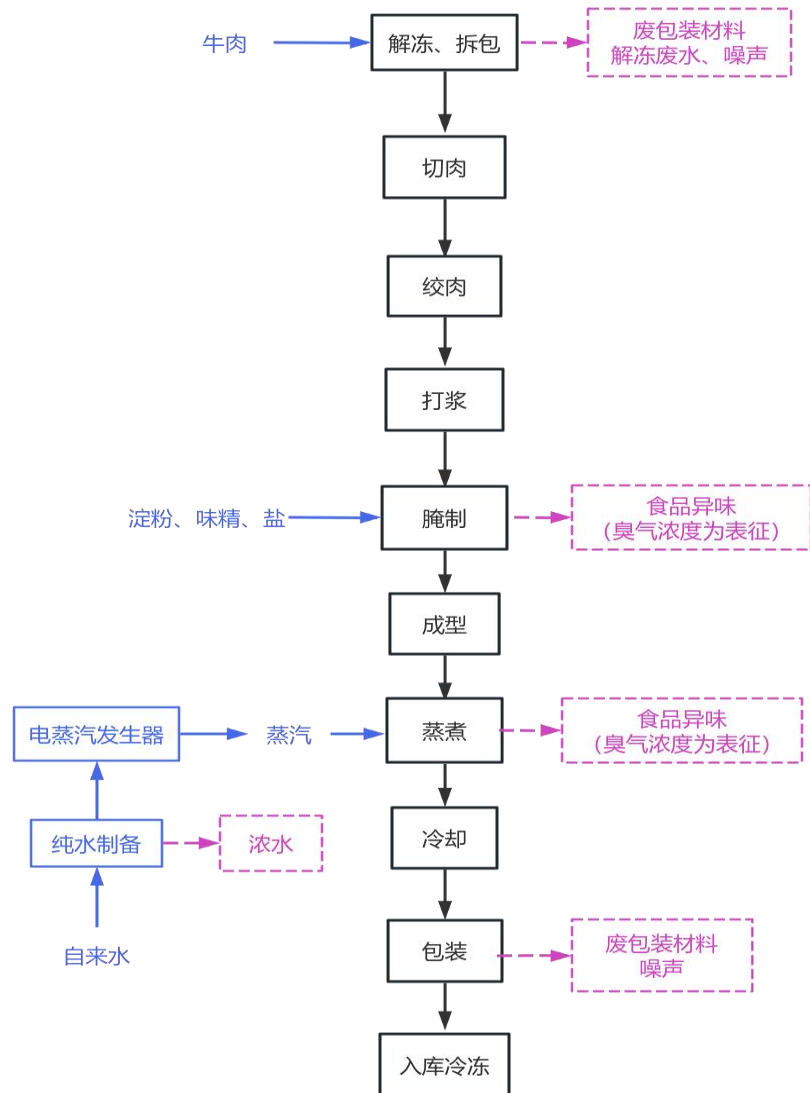 牛肉
解冻、拆包
废包装材料
解冻废水、噪声
切肉
绞肉
打浆
淀粉、味精、盐
腌制
食品异味
（臭气浓度为表征）
成型
电蒸汽发生器
蒸汽
蒸煮
食品异味
（臭气浓度为表征）
纯水制备
浓水
冷却
自来水
包装
废包装材料
噪声
入库冷冻